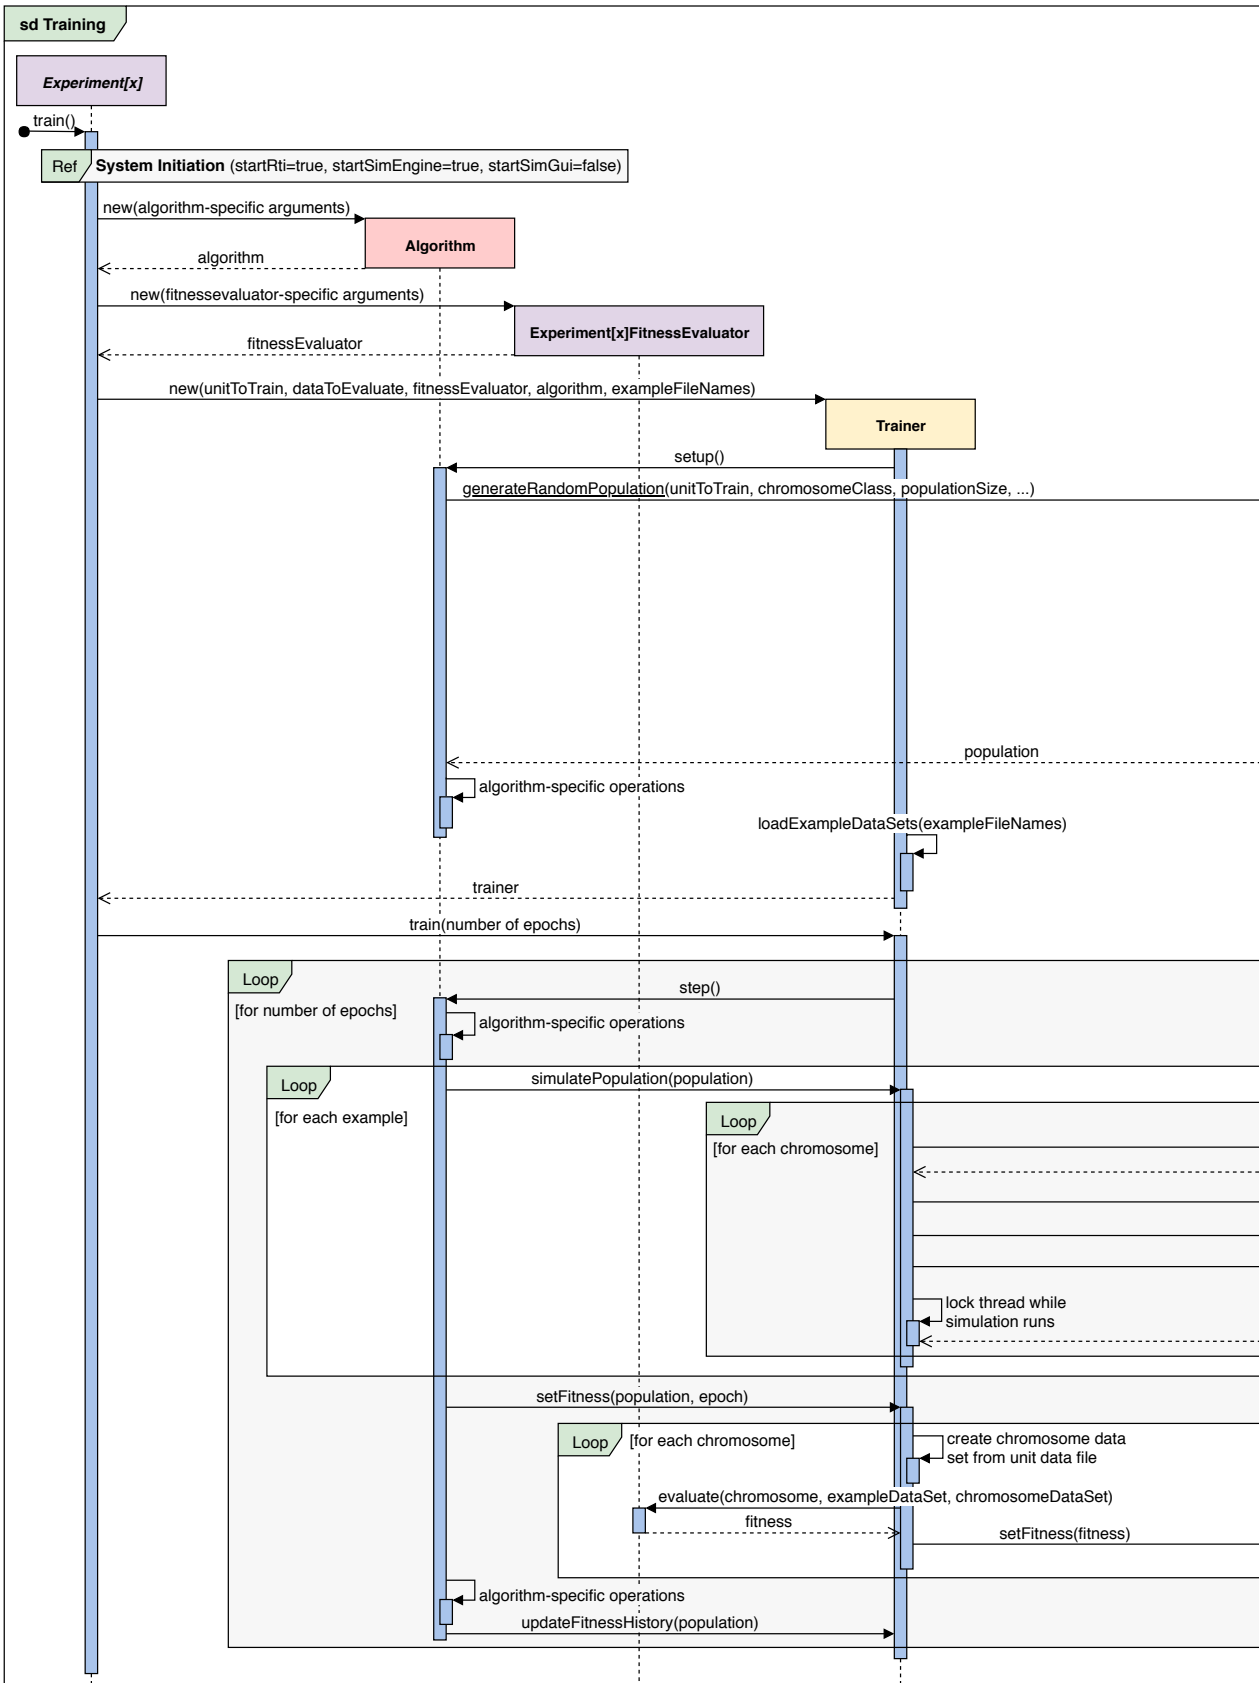 sd Training
Experiment[x]
train()
Ref
System Initiation (startRti=true, startSimEngine=true, startSimGui=false)
new(algorithm-specific arguments)
Algorithm
algorithm
new(fitnessevaluator-specific arguments)
Experiment[x]FitnessEvaluator
fitnessEvaluator
new(unitToTrain, dataToEvaluate, fitnessEvaluator, algorithm, exampleFileNames)
Trainer
setup()
generateRandomPopulation(unitToTrain, chromosomeClass, populationSize, ...)
population
algorithm-specific operations
loadExampleDataSets(exampleFileNames)
trainer
train(number of epochs)
Loop
[for number of epochs]
step()
algorithm-specific operations
Loop
[for each example]
simulatePopulation(population)
Loop
[for each chromosome]
lock thread while
simulation runs
setFitness(population, epoch)
Loop
[for each chromosome]
create chromosome data
set from unit data file
evaluate(chromosome, exampleDataSet, chromosomeDataSet)
fitness
setFitness(fitness)
algorithm-specific operations
updateFitnessHistory(population)